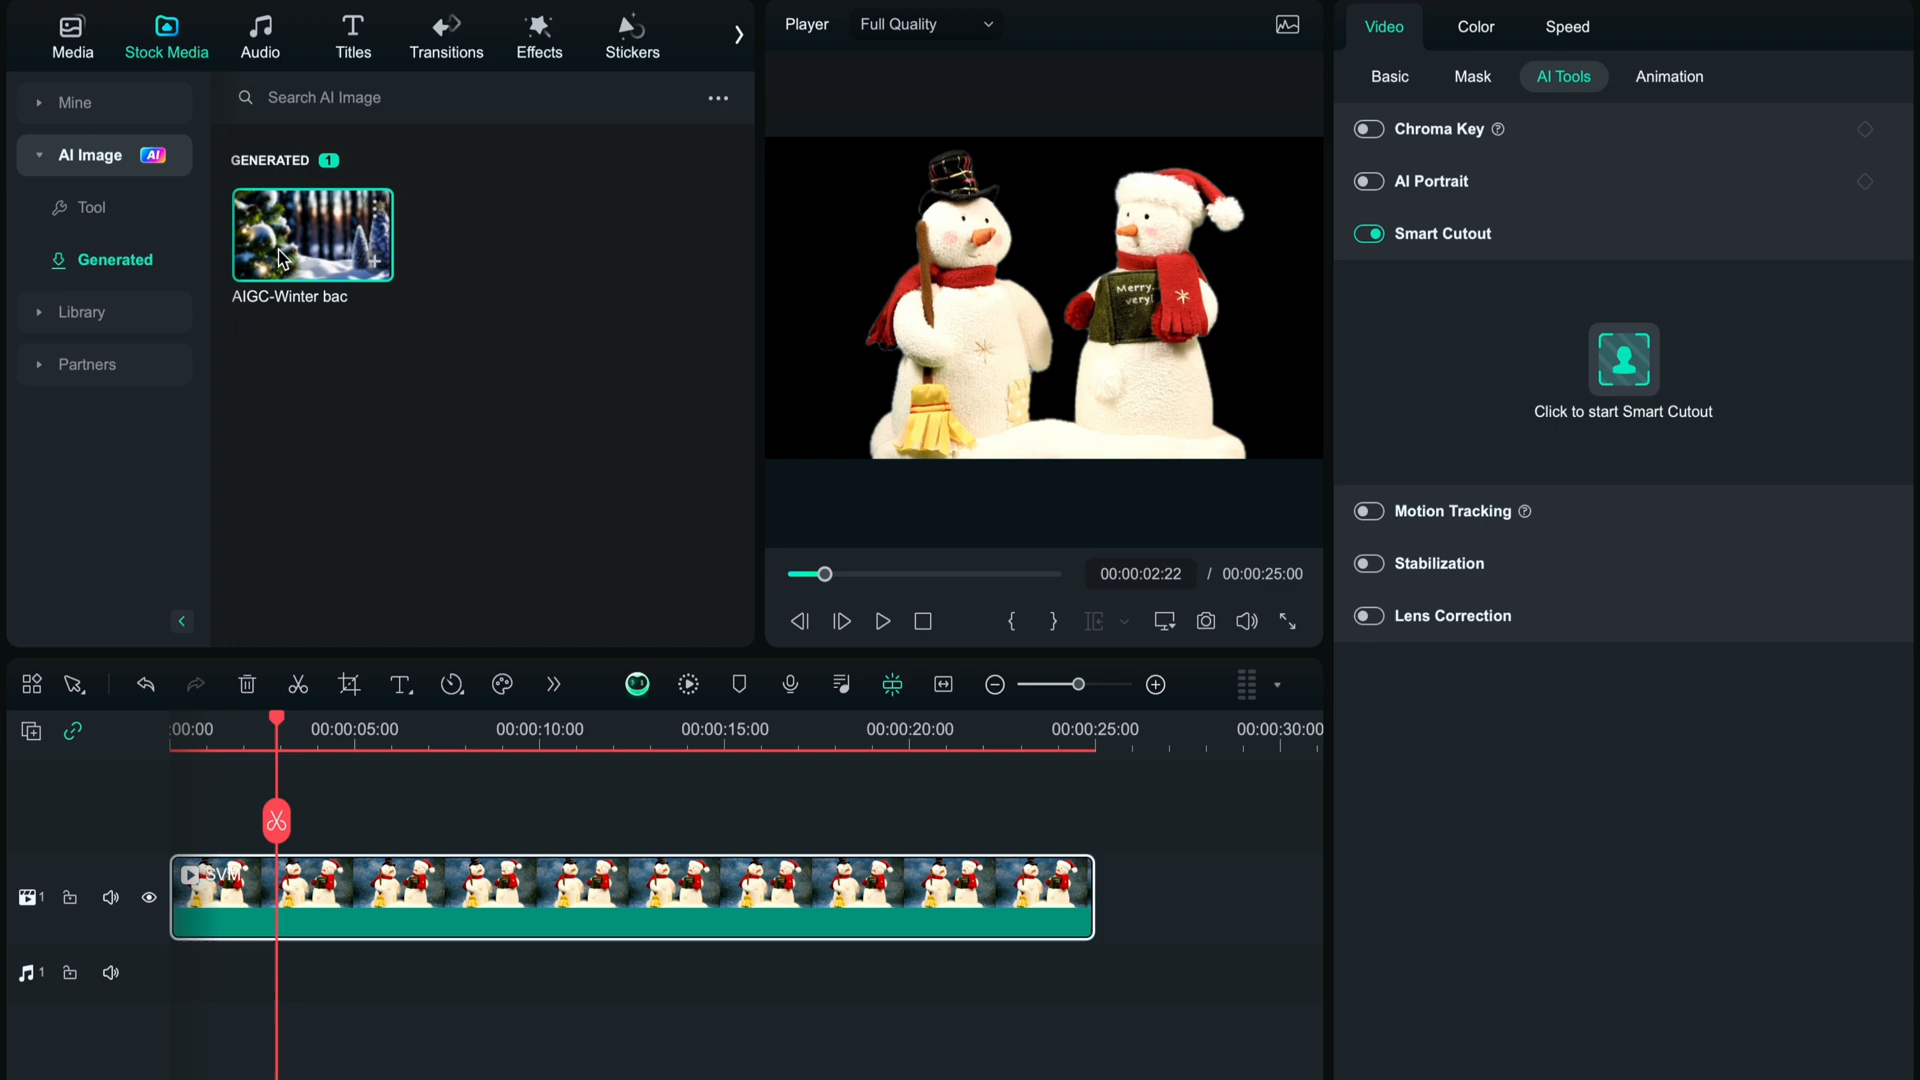 Media
Stock Media
Audio
Titles
Transitions
Effects
Stickers
Mine
AI Image AI
Tool
Generated
Library
Partners
Search AI Image
GENERATED 1
AIGC-Winter bac
Player
Full Quality
Merry..
very!
00:00:02:22 / 00:00:25:00
Video
Color
Speed
Basic
Mask
AI Tools
Animation
Chroma Key
AI Portrait
Smart Cutout
Click to start Smart Cutout
Motion Tracking
Stabilization
Lens Correction
:00:00
00:00:05:00
00:00:10:00
00:00:15:00
00:00:20:00
00:00:25:00
00:00:30:00
SVM
1
1